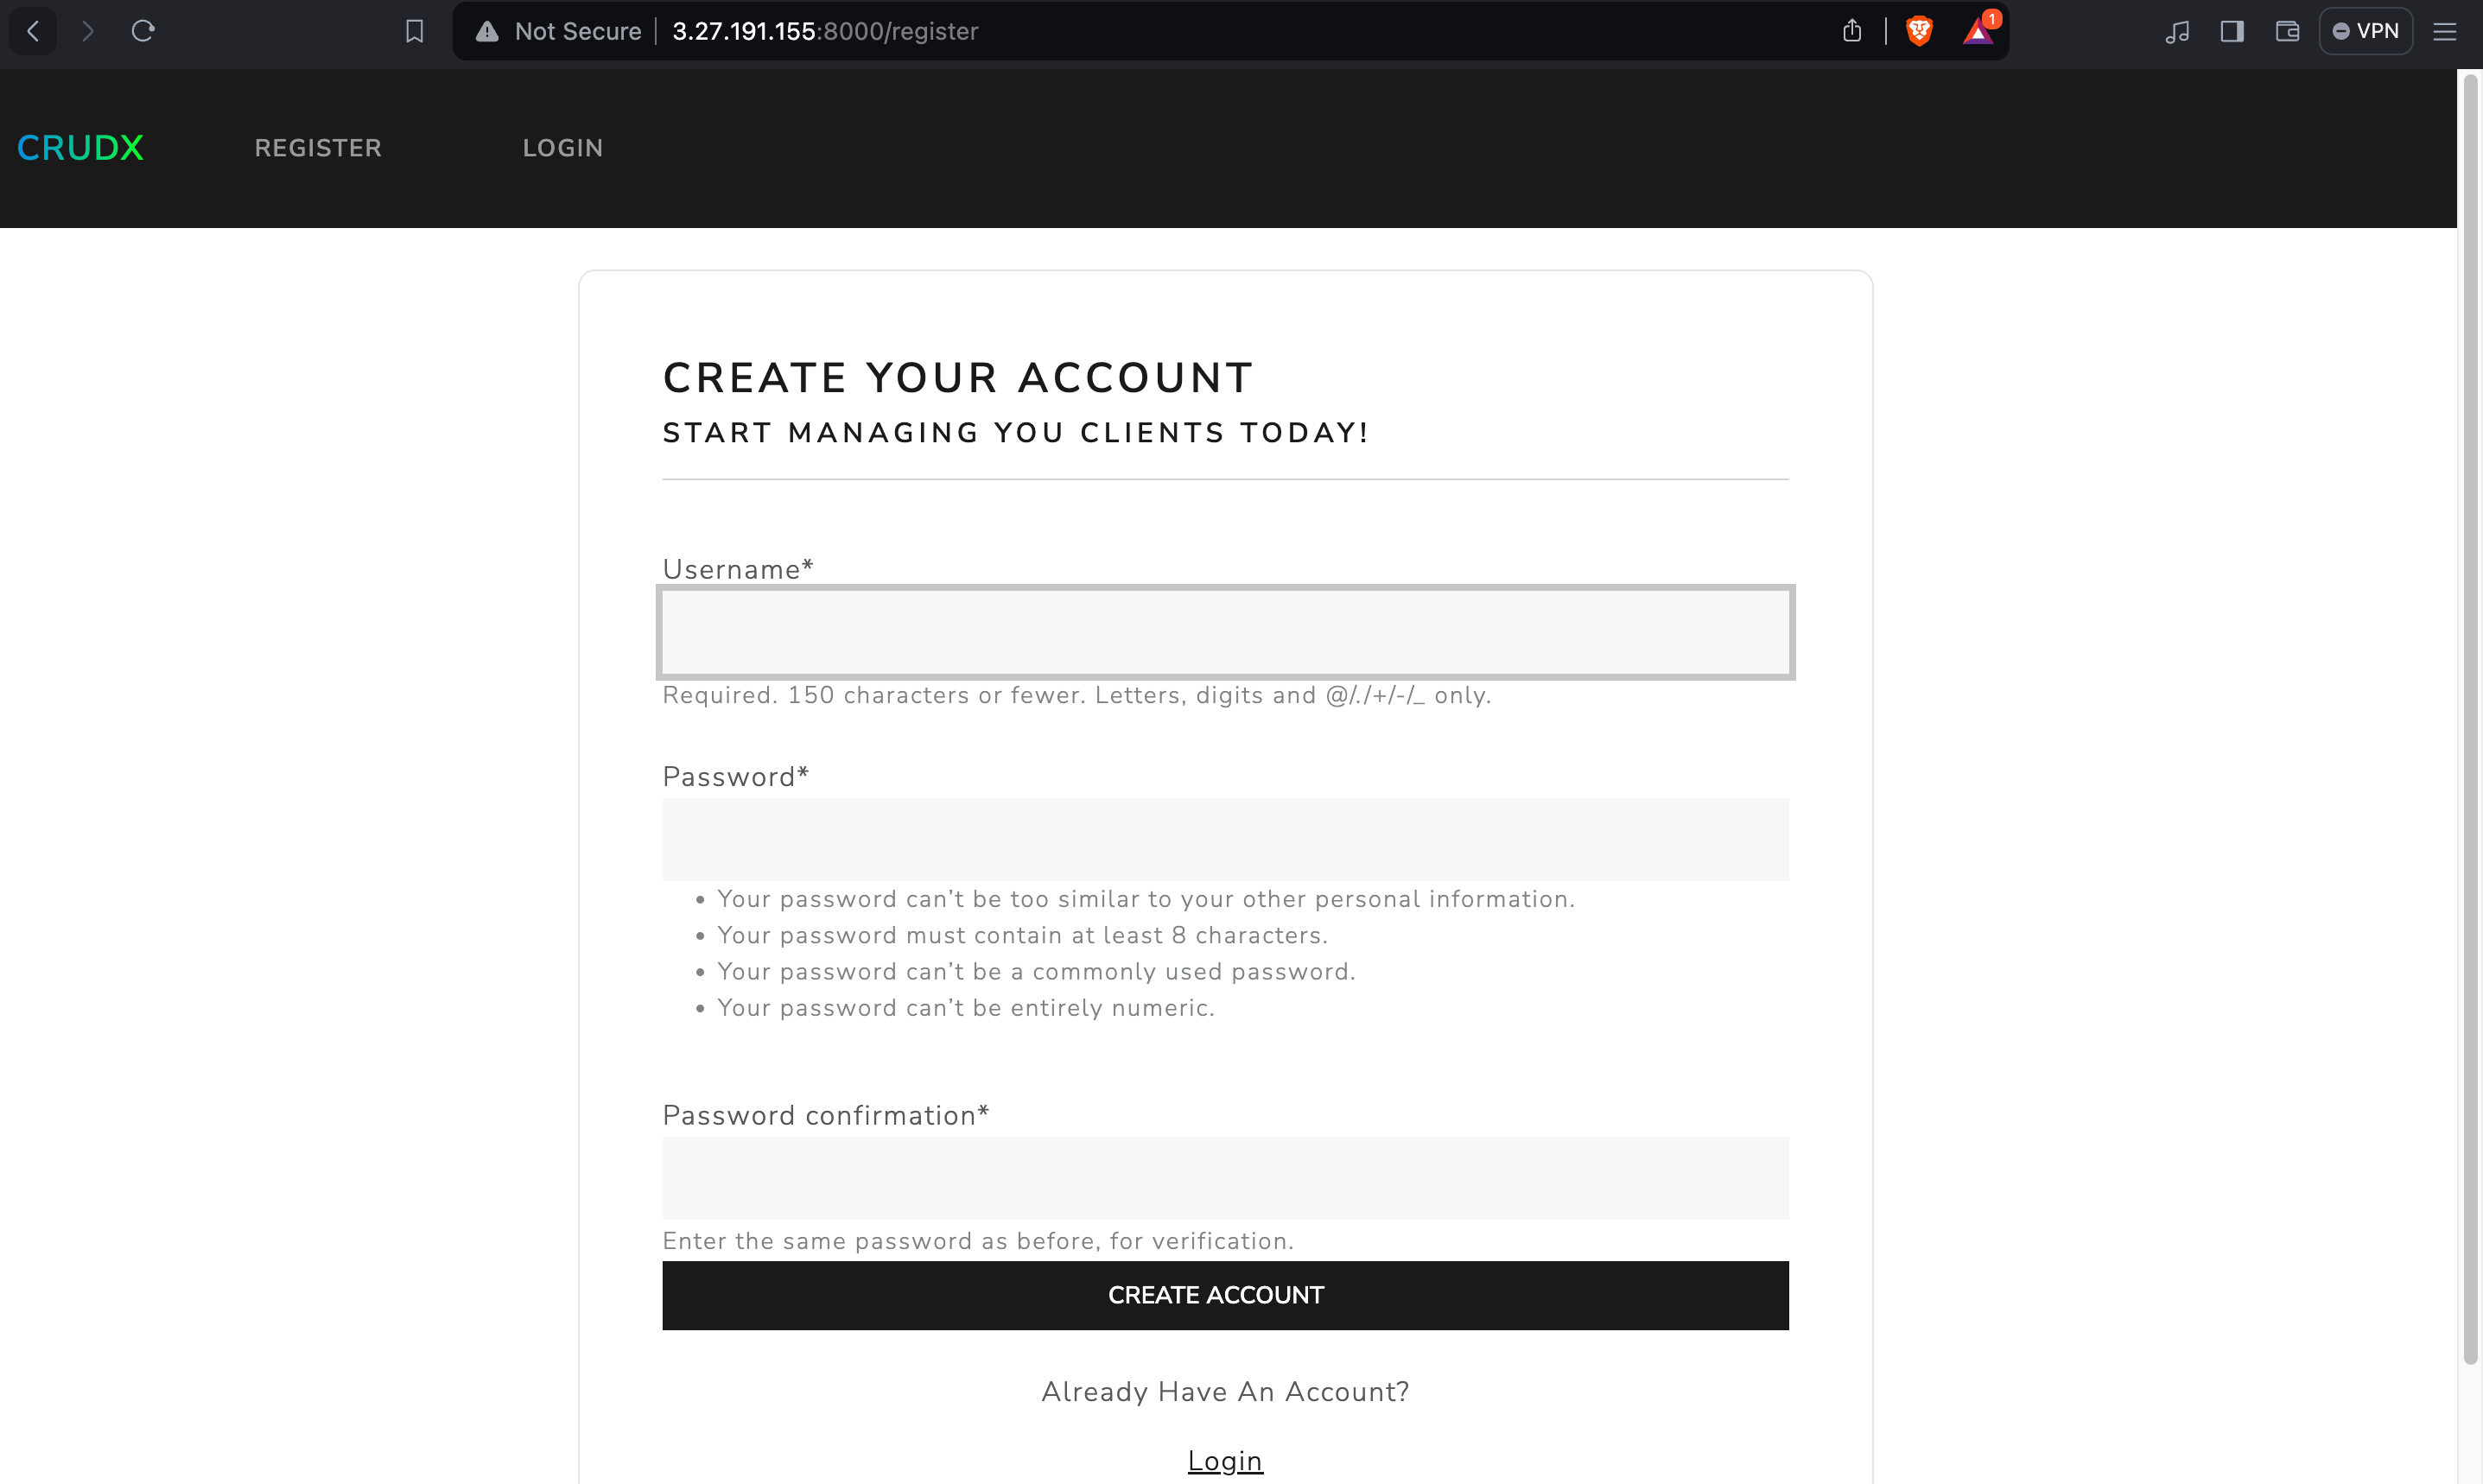 Not Secure 3.27.191.155:8000/register 1 VPN
CRUDX REGISTER LOGIN
CREATE YOUR ACCOUNT
START MANAGING YOU CLIENTS TODAY!
Username*
Required. 150 characters or fewer. Letters, digits and @/./+/-/_ only.
Password*
• Your password can’t be too similar to your other personal information.
• Your password must contain at least 8 characters.
• Your password can’t be a commonly used password.
• Your password can’t be entirely numeric.
Password confirmation*
Enter the same password as before, for verification.
CREATE ACCOUNT
Already Have An Account?
Login